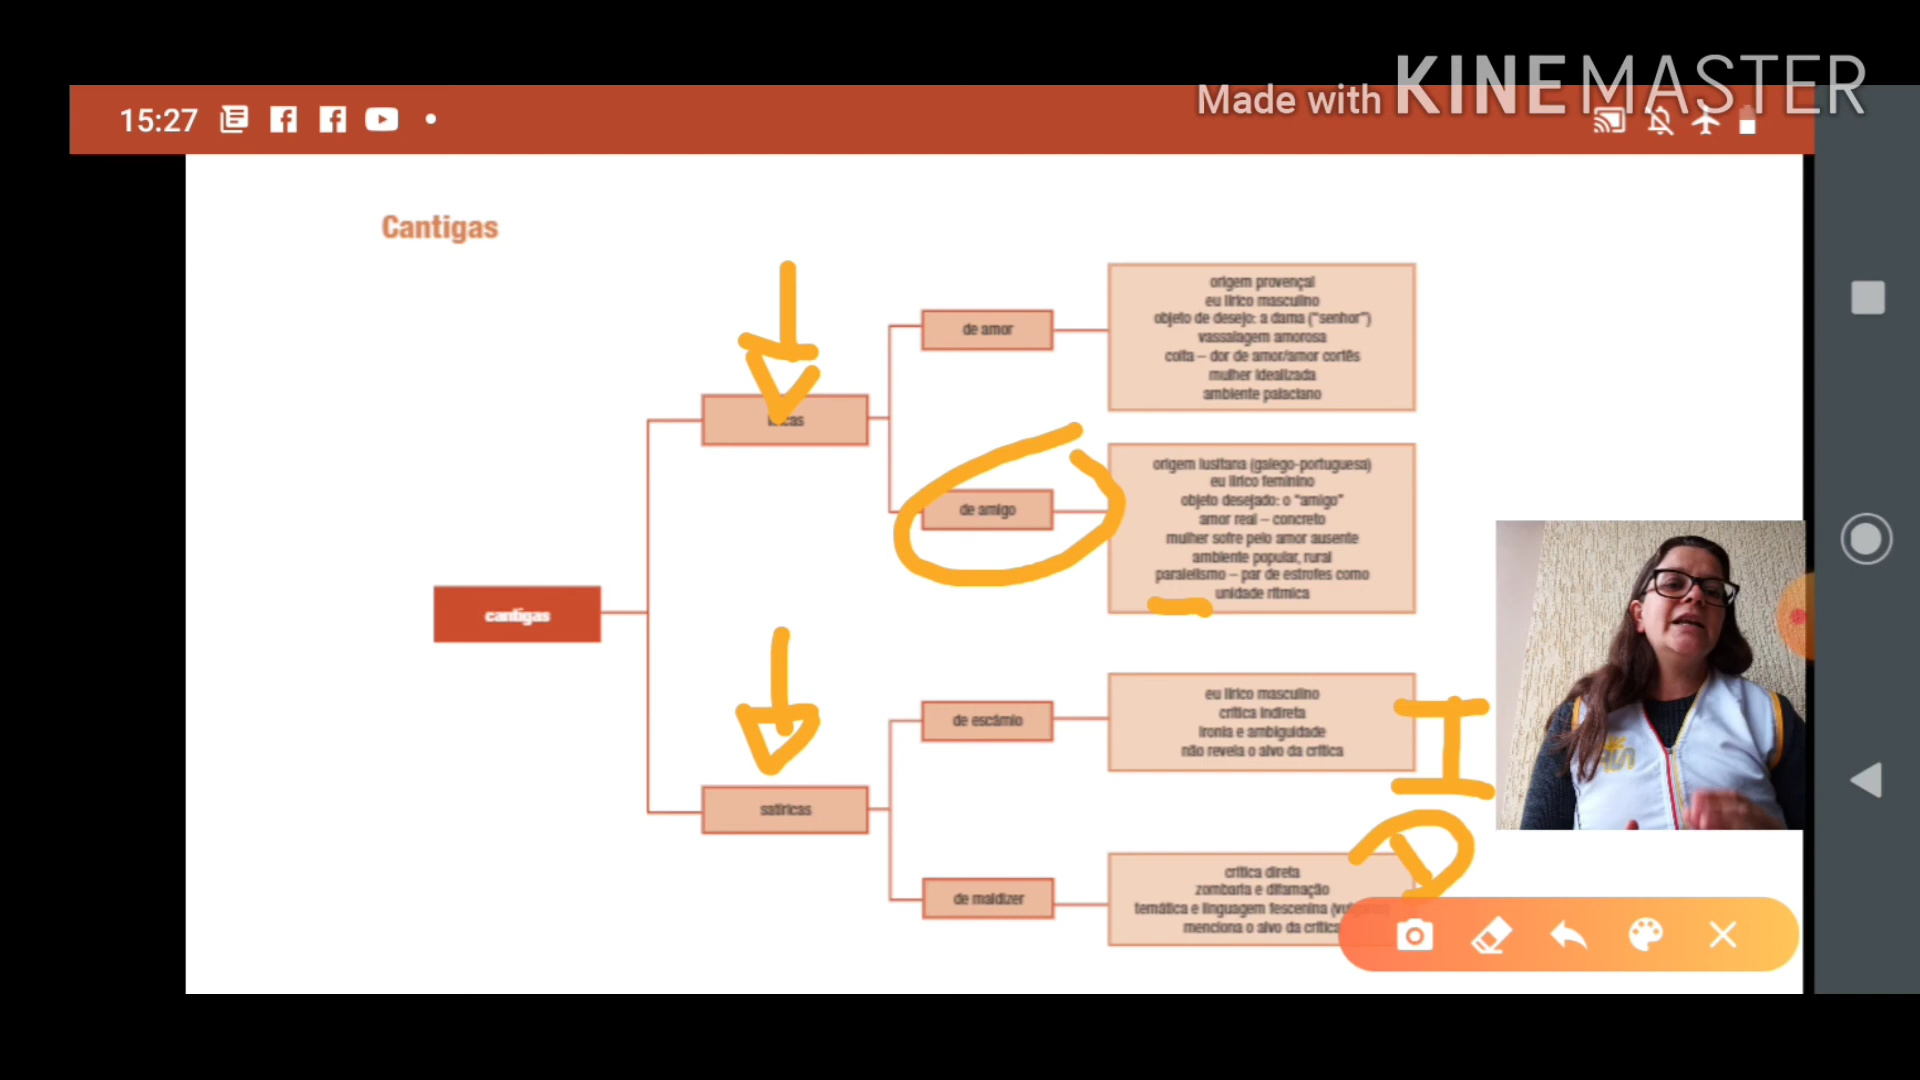 Made with KINEMASTER
15:27
Cantigas
origem provençal
eu lírico masculino
objeto de desejo: a dama ("senhor")
vassalagem amorosa
coita – dor de amor/amor cortês
mulher idealizada
ambiente palaciano
de amor
origem lusitana (galego-portuguesa)
eu lírico feminino
objeto desejado: o "amigo"
amor real – concreto
mulher sofre pelo amor ausente
ambiente popular, rural
paralelismo – par de estrofes como
unidade rítmica
de amigo
cantigas
eu lírico masculino
crítica indireta
ironia e ambiguidade
não revela o alvo da crítica
I
de escárnio
satíricas
crítica direta
zombaria e difamação
temática e linguagem fescenina
menciona o alvo da crítica
D
de maldizer